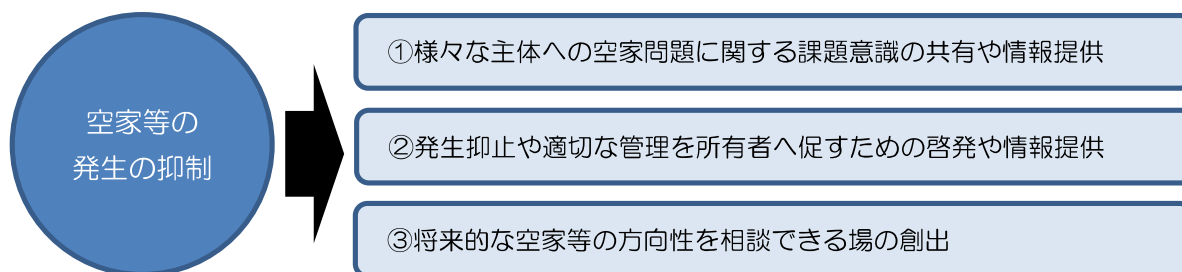 空家等の
発生の抑制
①様々な主体への空家問題に関する課題意識の共有や情報提供
②発生抑止や適切な管理を所有者へ促すための啓発や情報提供
③将来的な空家等の方向性を相談できる場の創出